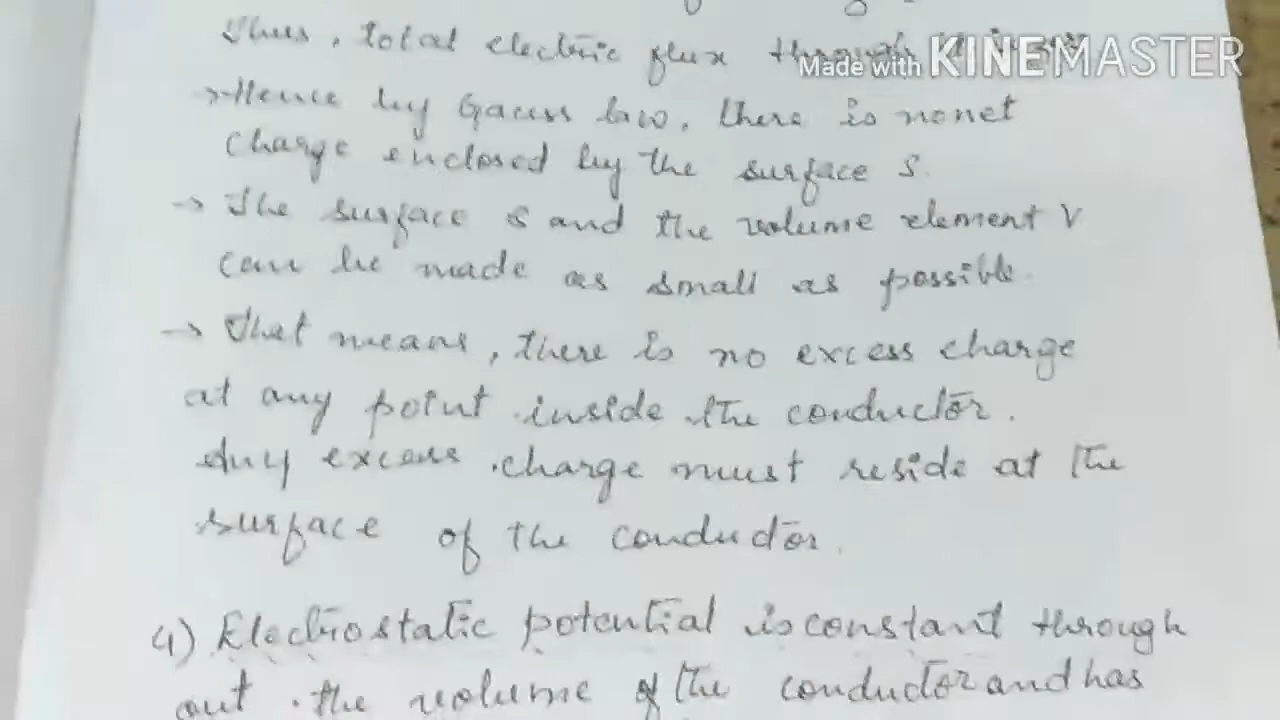 Thus, total electric flux through
Made with KINEMASTER
→ Hence by Gauss law, there is no net
charge enclosed by the surface S.
→ The surface S and the volume element V
can be made as small as possible.
→ That means, there is no excess charge
at any point inside the conductor.
Any excess charge must reside at the
surface of the conductor.
4) Electrostatic potential is constant through
out the volume of the conductor and has